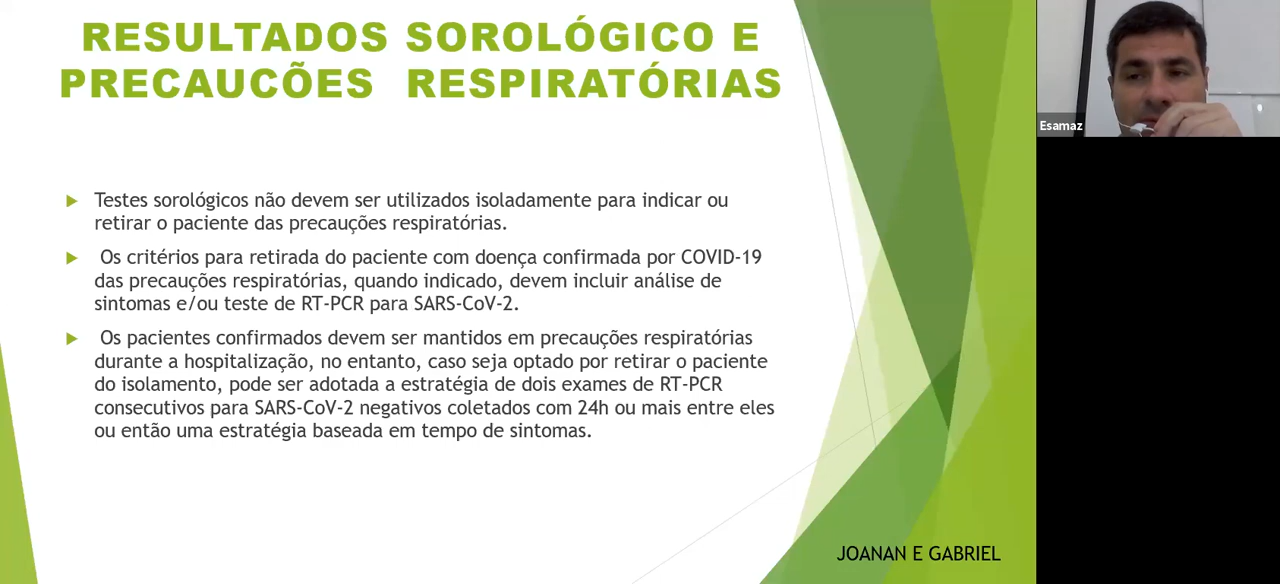 RESULTADOS SOROLÓGICO E
PRECAUCÕES RESPIRATÓRIAS
Esamaz
Testes sorológicos não devem ser utilizados isoladamente para indicar ou
retirar o paciente das precauções respiratórias.
Os critérios para retirada do paciente com doença confirmada por COVID-19
das precauções respiratórias, quando indicado, devem incluir análise de
sintomas e/ou teste de RT-PCR para SARS-CoV-2.
Os pacientes confirmados devem ser mantidos em precauções respiratórias
durante a hospitalização, no entanto, caso seja optado por retirar o paciente
do isolamento, pode ser adotada a estratégia de dois exames de RT-PCR
consecutivos para SARS-CoV-2 negativos coletados com 24h ou mais entre eles
ou então uma estratégia baseada em tempo de sintomas.
JOANAN E GABRIEL